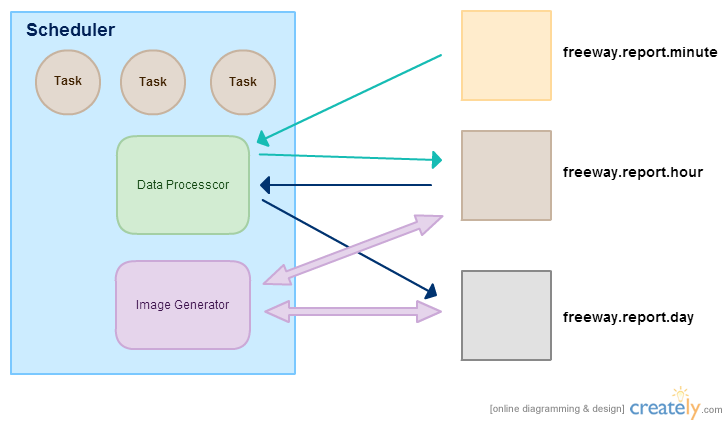 Scheduler
Task Task Task
freeway.report.minute
Data Processcor
freeway.report.hour
Image Generator
freeway.report.day
[online diagramming & design] creately.com